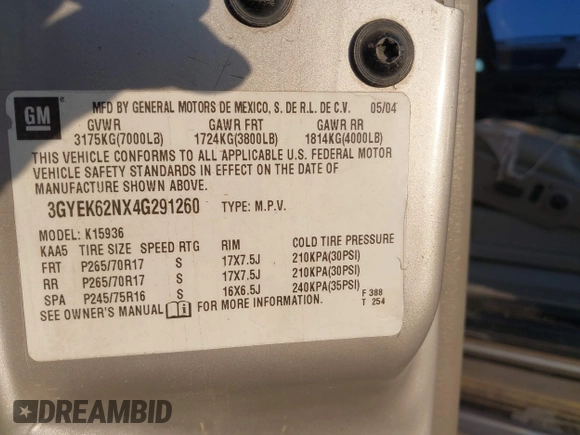 GM
MFD BY GENERAL MOTORS DE MEXICO, S. DE R.L. DE C.V. 05/04
GVWR GAWR FRT GAWR RR
3175KG(7000LB) 1724KG(3800LB) 1814KG(4000LB)
THIS VEHICLE CONFORMS TO ALL APPLICABLE U.S. FEDERAL MOTOR
VEHICLE SAFETY STANDARDS IN EFFECT ON THE DATE OF
MANUFACTURE SHOWN ABOVE.
3GYEK62NX4G291260 TYPE: M.P.V.
MODEL: K15936
KAA5 TIRE SIZE SPEED RTG RIM COLD TIRE PRESSURE
FRT P265/70R17 S 17X7.5J 210KPA(30PSI)
RR P265/70R17 S 17X7.5J 210KPA(30PSI)
SPA P245/75R16 S 16X6.5J 240KPA(35PSI)
SEE OWNER'S MANUAL FOR MORE INFORMATION. F 388
T 254
DREAMBID